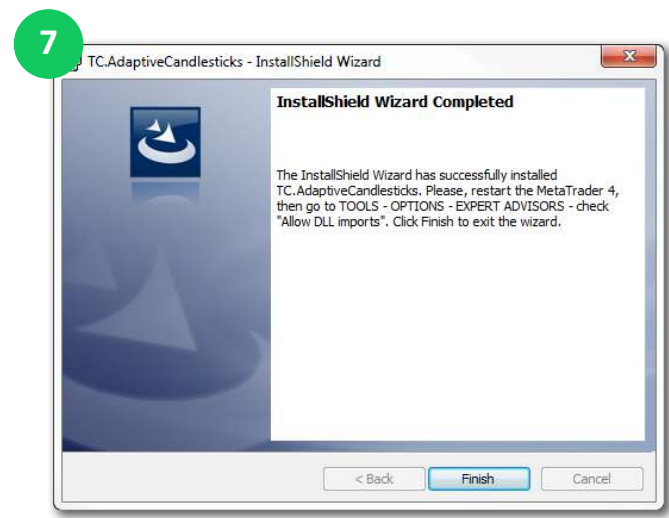 7
TC.AdaptiveCandlesticks - InstallShield Wizard
InstallShield Wizard Completed
The InstallShield Wizard has successfully installed
TC.AdaptiveCandlesticks. Please, restart the MetaTrader 4,
then go to TOOLS - OPTIONS - EXPERT ADVISORS - check
"Allow DLL imports". Click Finish to exit the wizard.
< Back Finish Cancel